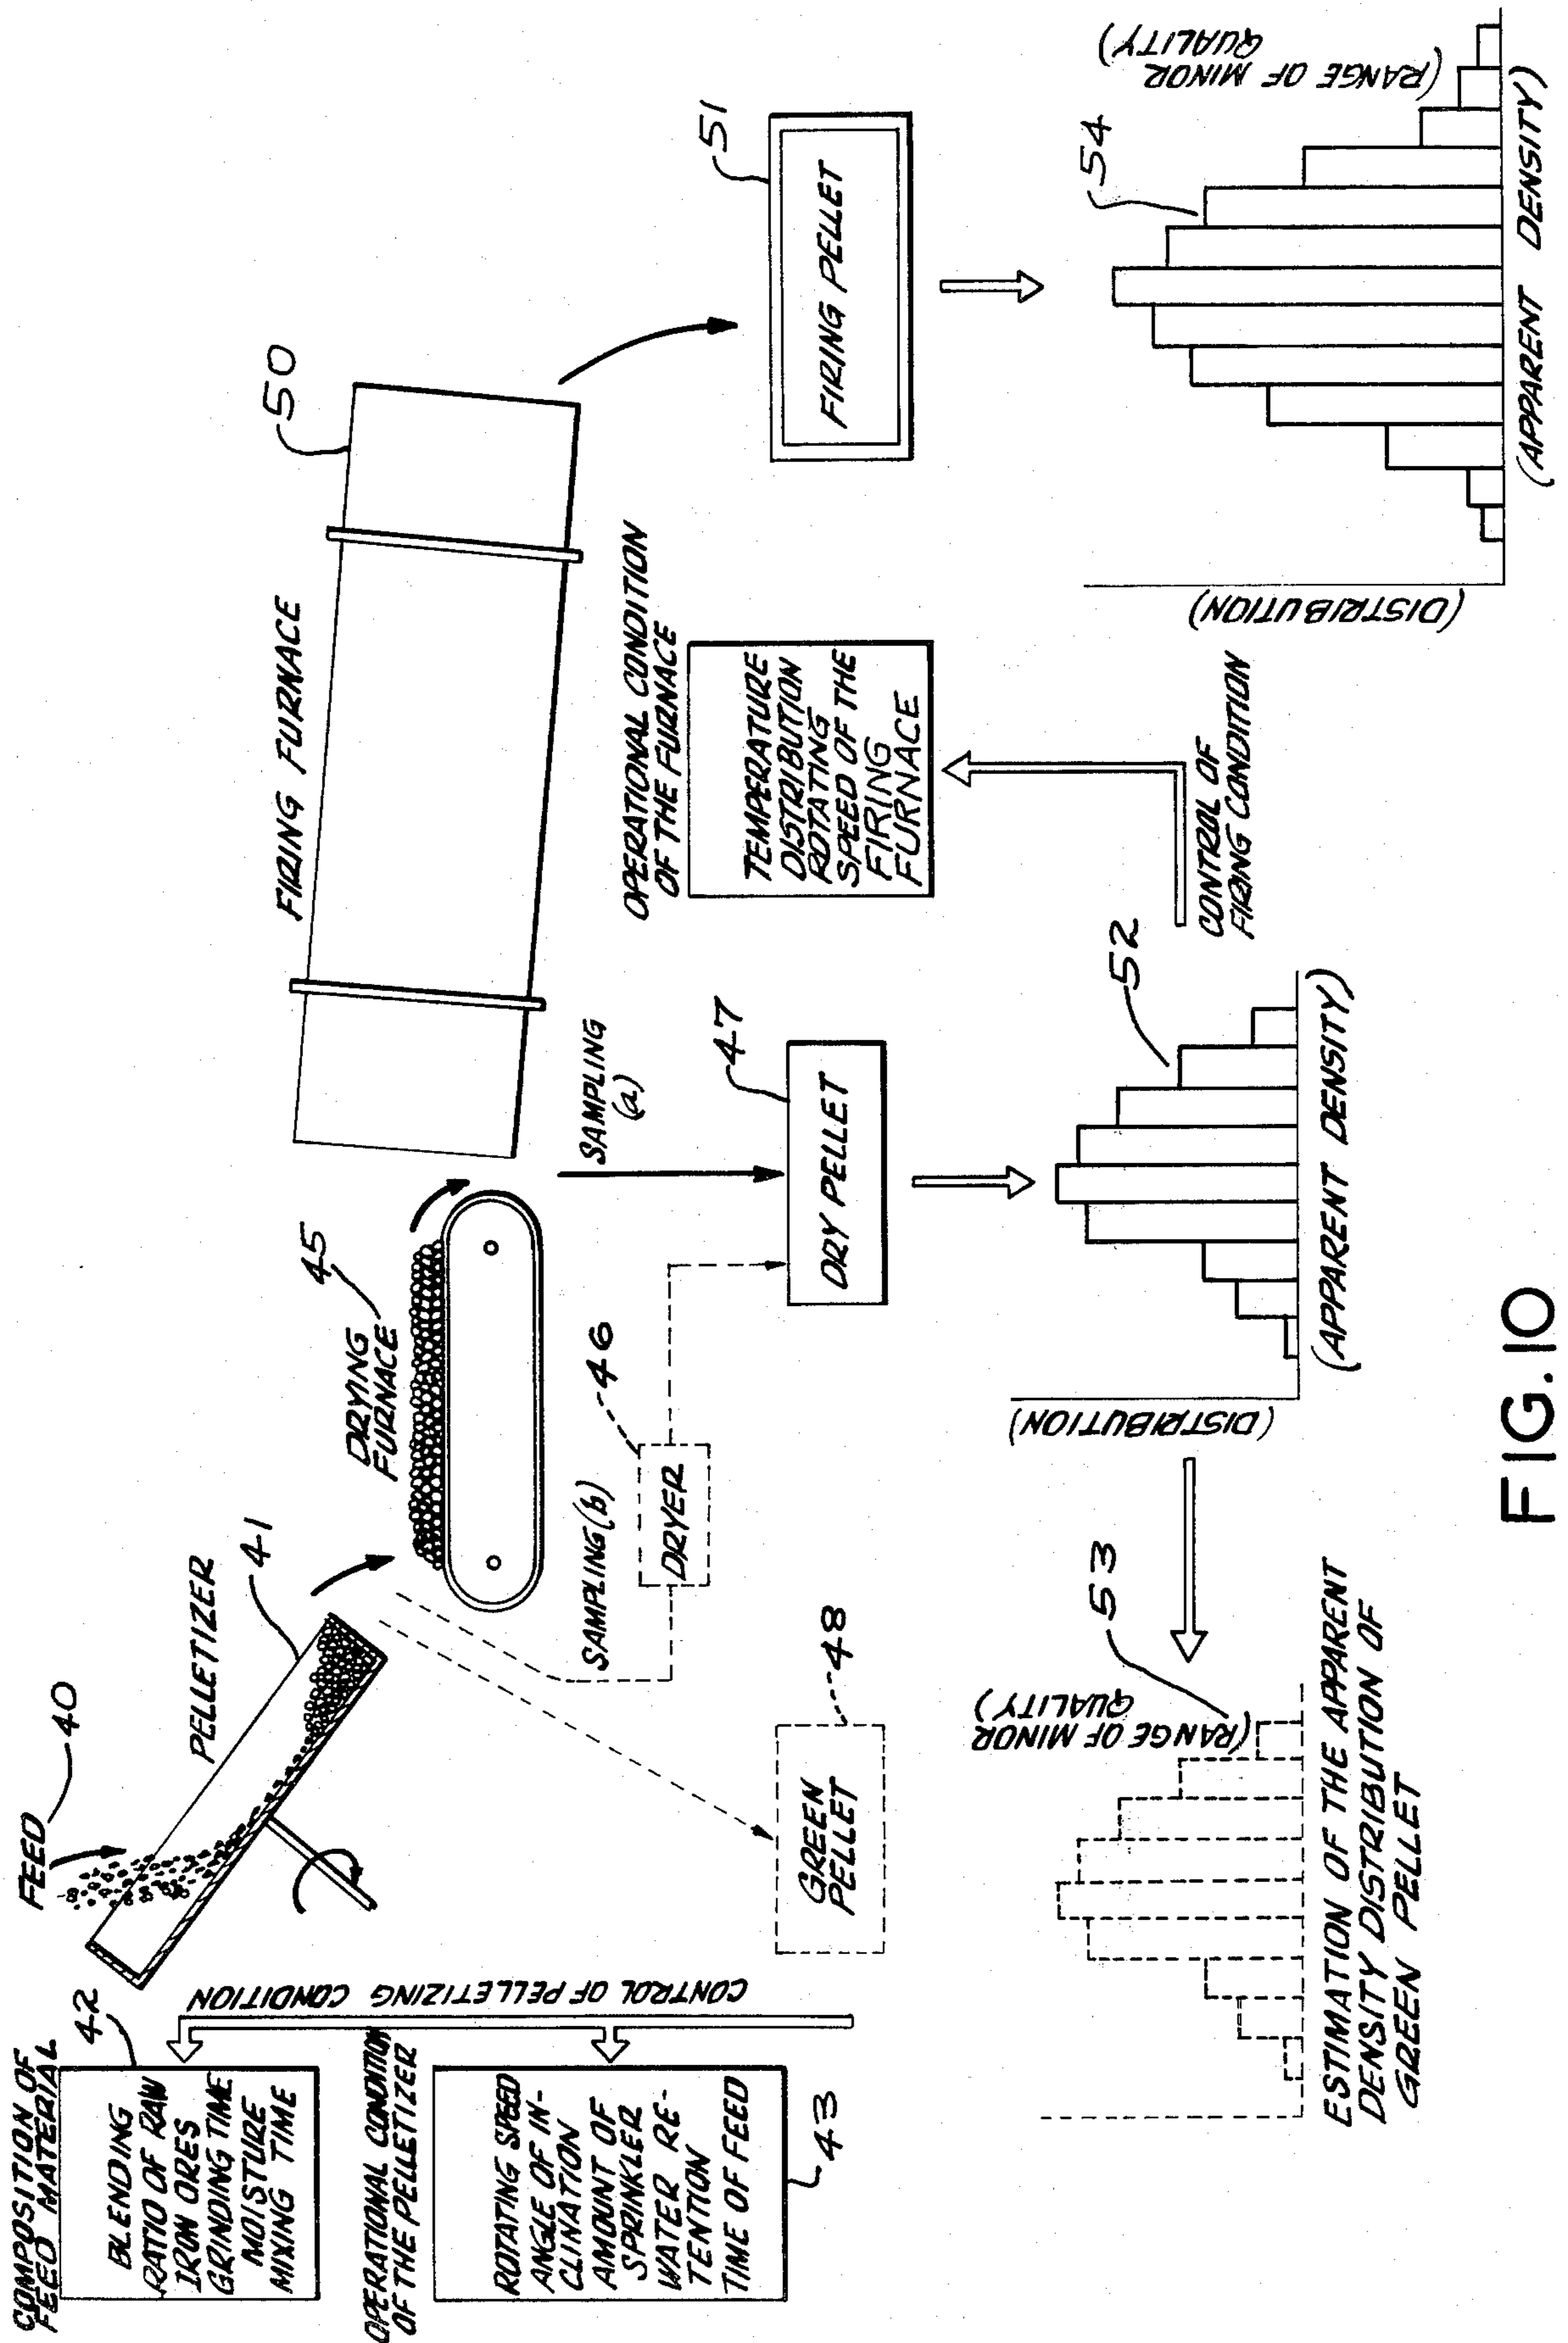 COMPOSITION OF
FEED MATERIAL
42
BLENDING
RATIO OF RAW
IRON ORES
GRINDING TIME
MOISTURE
MIXING TIME
OPERATIONAL CONDITION
OF THE PELLETIZER
ROTATING SPEED
ANGLE OF IN-
CLINATION
AMOUNT OF
SPRINKLER
WATER RE-
TENTION
TIME OF FEED
43
CONTROL OF PELLETIZING CONDITION
FEED
40
PELLETIZER
41
DRYING
FURNACE
45
FIRING FURNACE
50
SAMPLING (b)
DRYER
46
SAMPLING
(a)
GREEN
PELLET
48
DRY PELLET
47
OPERATIONAL CONDITION
OF THE FURNACE
TEMPERATURE
DISTRIBUTION
ROTATING
SPEED OF THE
FIRING
FURNACE
FIRING PELLET
51
(RANGE OF MINOR
QUALITY)
53
ESTIMATION OF THE APPARENT
DENSITY DISTRIBUTION OF
GREEN PELLET
(DISTRIBUTION)
52
(APPARENT DENSITY)
CONTROL OF
FIRING CONDITION
(DISTRIBUTION)
54
(RANGE OF MINOR
QUALITY)
(APPARENT DENSITY)
FIG.10